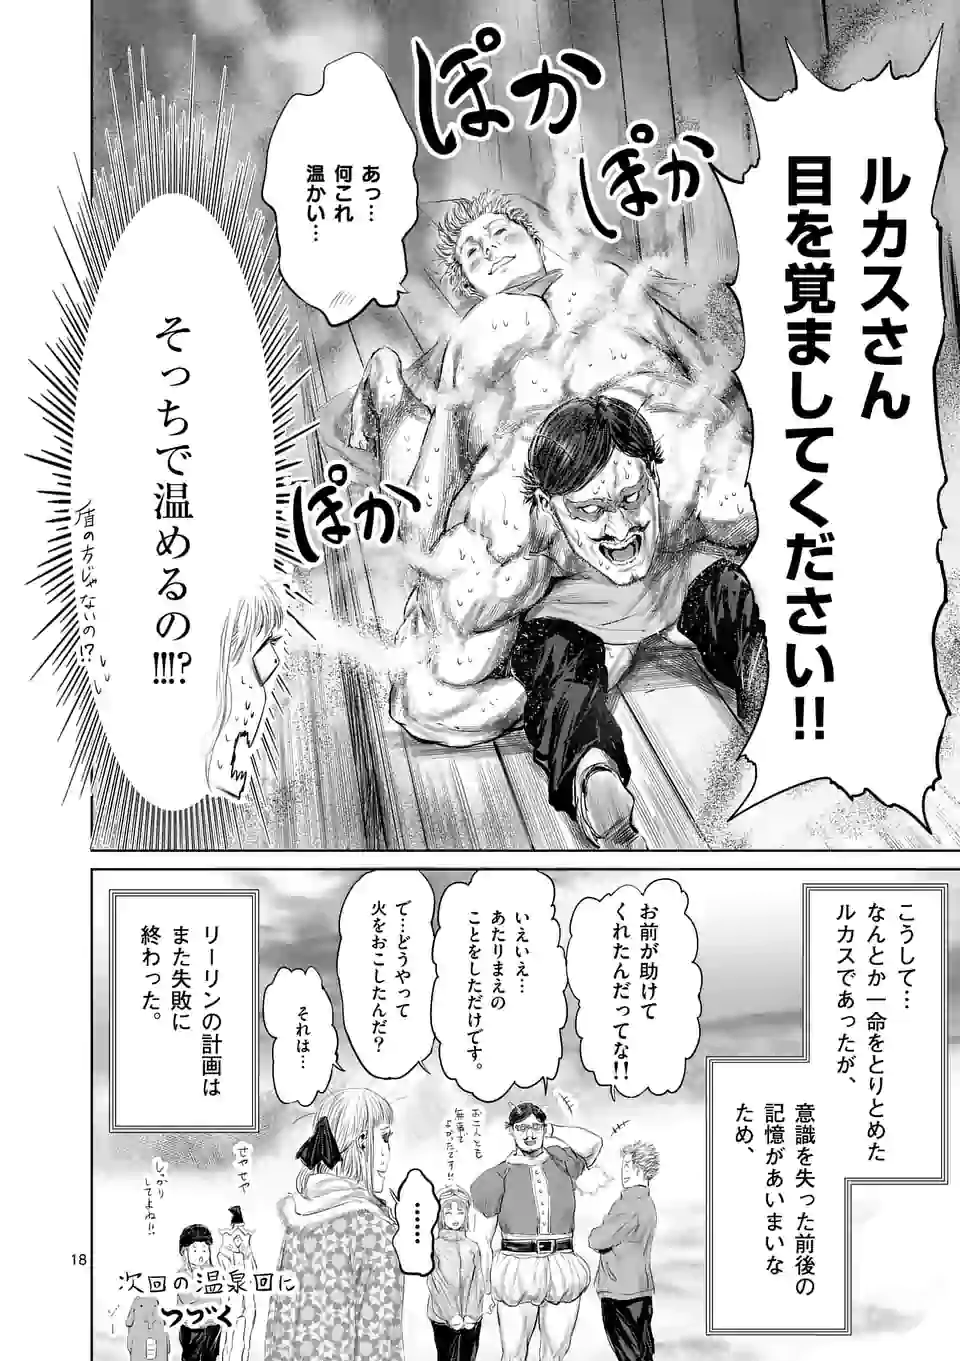 ルカスさん
目を覚ましてください!!
ぽか
ぽか
あっ…
何これ
温かい…
ぽか
そっちで温めるの!!!!?
盾の方じゃないの!?
こうして…
なんとか一命をとりとめた
ルカスであったが、
意識を失った前後の
記憶があいまいな
ため、
お前が助けて
くれたんだってな!!
いえいえ…
あたりまえの
ことをしただけです。
で…どうやって
火をおこしたんだ?
それは…
お二人とも
無事で
よかったです!!
………
リーリンの計画は
また失敗に
終わった。
しっかり
してよね!!
次回の温泉回に
つづく
18